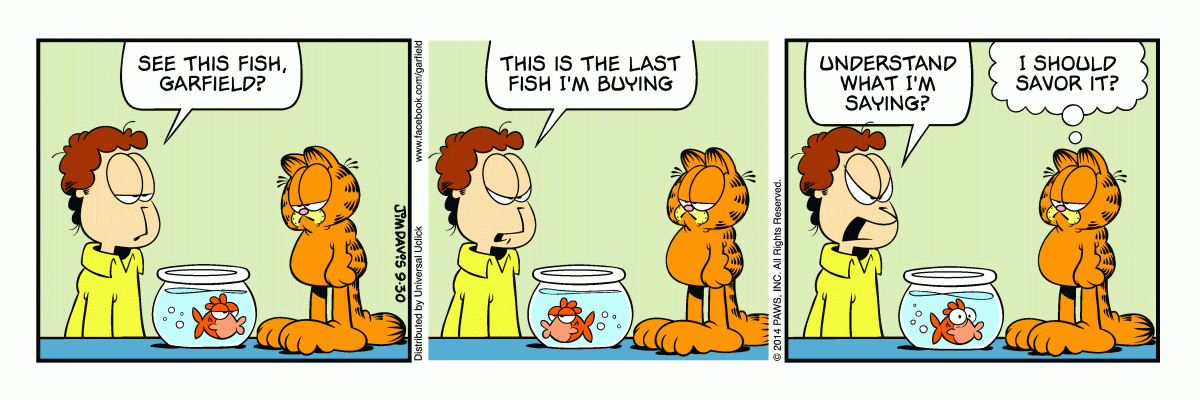 SEE THIS FISH,
GARFIELD?
JIM DAVIS 9·30
www.facebook.com/garfield
Distributed by Universal Uclick
THIS IS THE LAST
FISH I'M BUYING
© 2014 PAWS, INC. All Rights Reserved.
UNDERSTAND
WHAT I'M
SAYING?
I SHOULD
SAVOR IT?